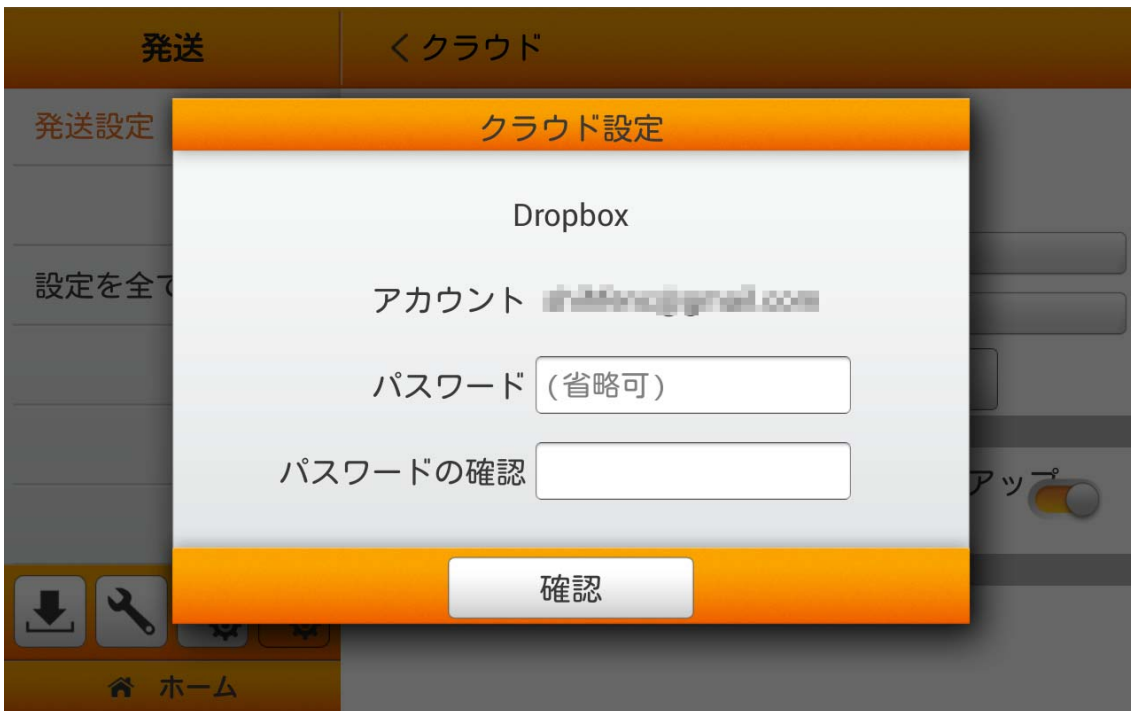 発送
クラウド
発送設定
クラウド設定
Dropbox
設定を全て
アカウント
パスワード (省略可)
パスワードの確認
アップ
確認
ホーム